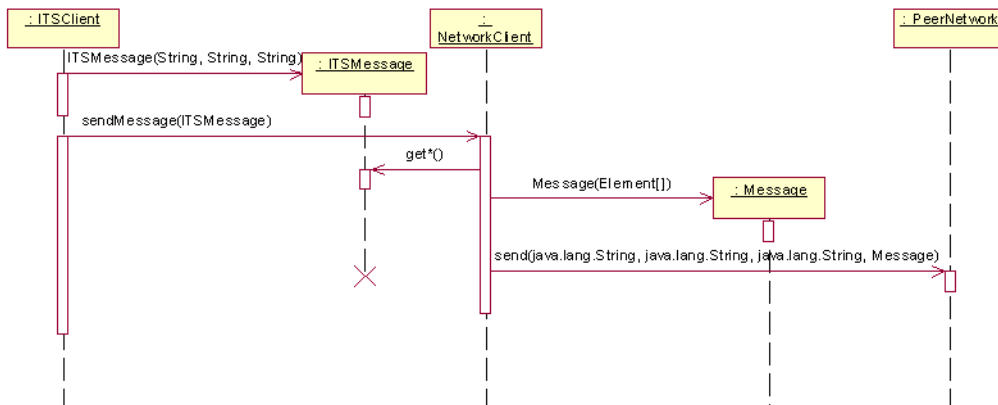 : ITSClient
:
NetworkClient
: PeerNetwork
ITSMessage(String, String, String)
: ITSMessage
sendMessage(ITSMessage)
get*()
Message(Element[])
: Message
send(java.lang.String, java.lang.String, java.lang.String, Message)